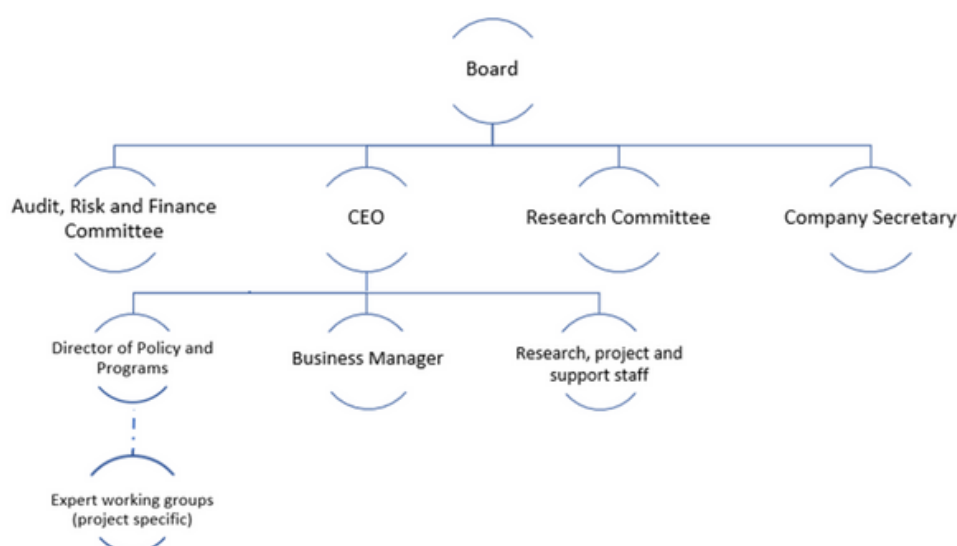 Board
Audit, Risk and Finance
Committee
CEO
Research Committee
Company Secretary
Director of Policy and
Programs
Business Manager
Research, project and
support staff
Expert working groups
(project specific)